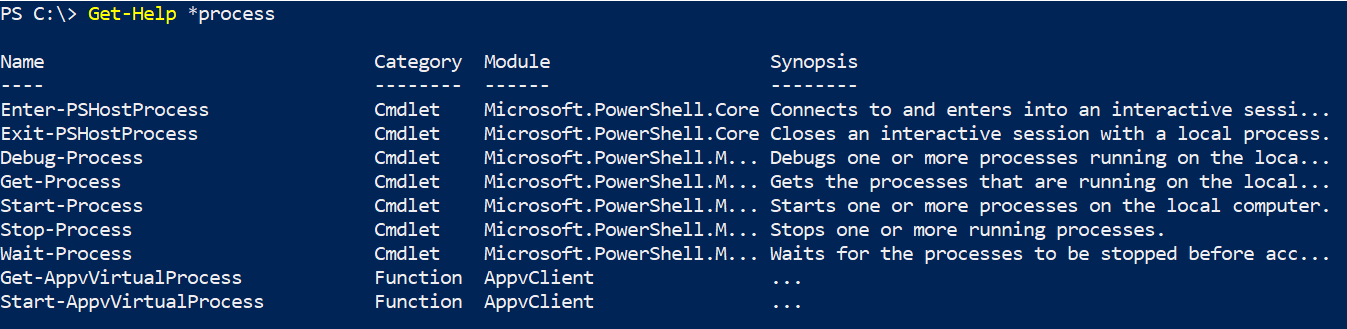 PS C:\> Get-Help *process
Name Category Module Synopsis
---- -------- ------ --------
Enter-PSHostProcess Cmdlet Microsoft.PowerShell.Core Connects to and enters into an interactive sessi...
Exit-PSHostProcess Cmdlet Microsoft.PowerShell.Core Closes an interactive session with a local process.
Debug-Process Cmdlet Microsoft.PowerShell.M... Debugs one or more processes running on the loca...
Get-Process Cmdlet Microsoft.PowerShell.M... Gets the processes that are running on the local...
Start-Process Cmdlet Microsoft.PowerShell.M... Starts one or more processes on the local computer.
Stop-Process Cmdlet Microsoft.PowerShell.M... Stops one or more running processes.
Wait-Process Cmdlet Microsoft.PowerShell.M... Waits for the processes to be stopped before acc...
Get-AppvVirtualProcess Function AppvClient ...
Start-AppvVirtualProcess Function AppvClient ...